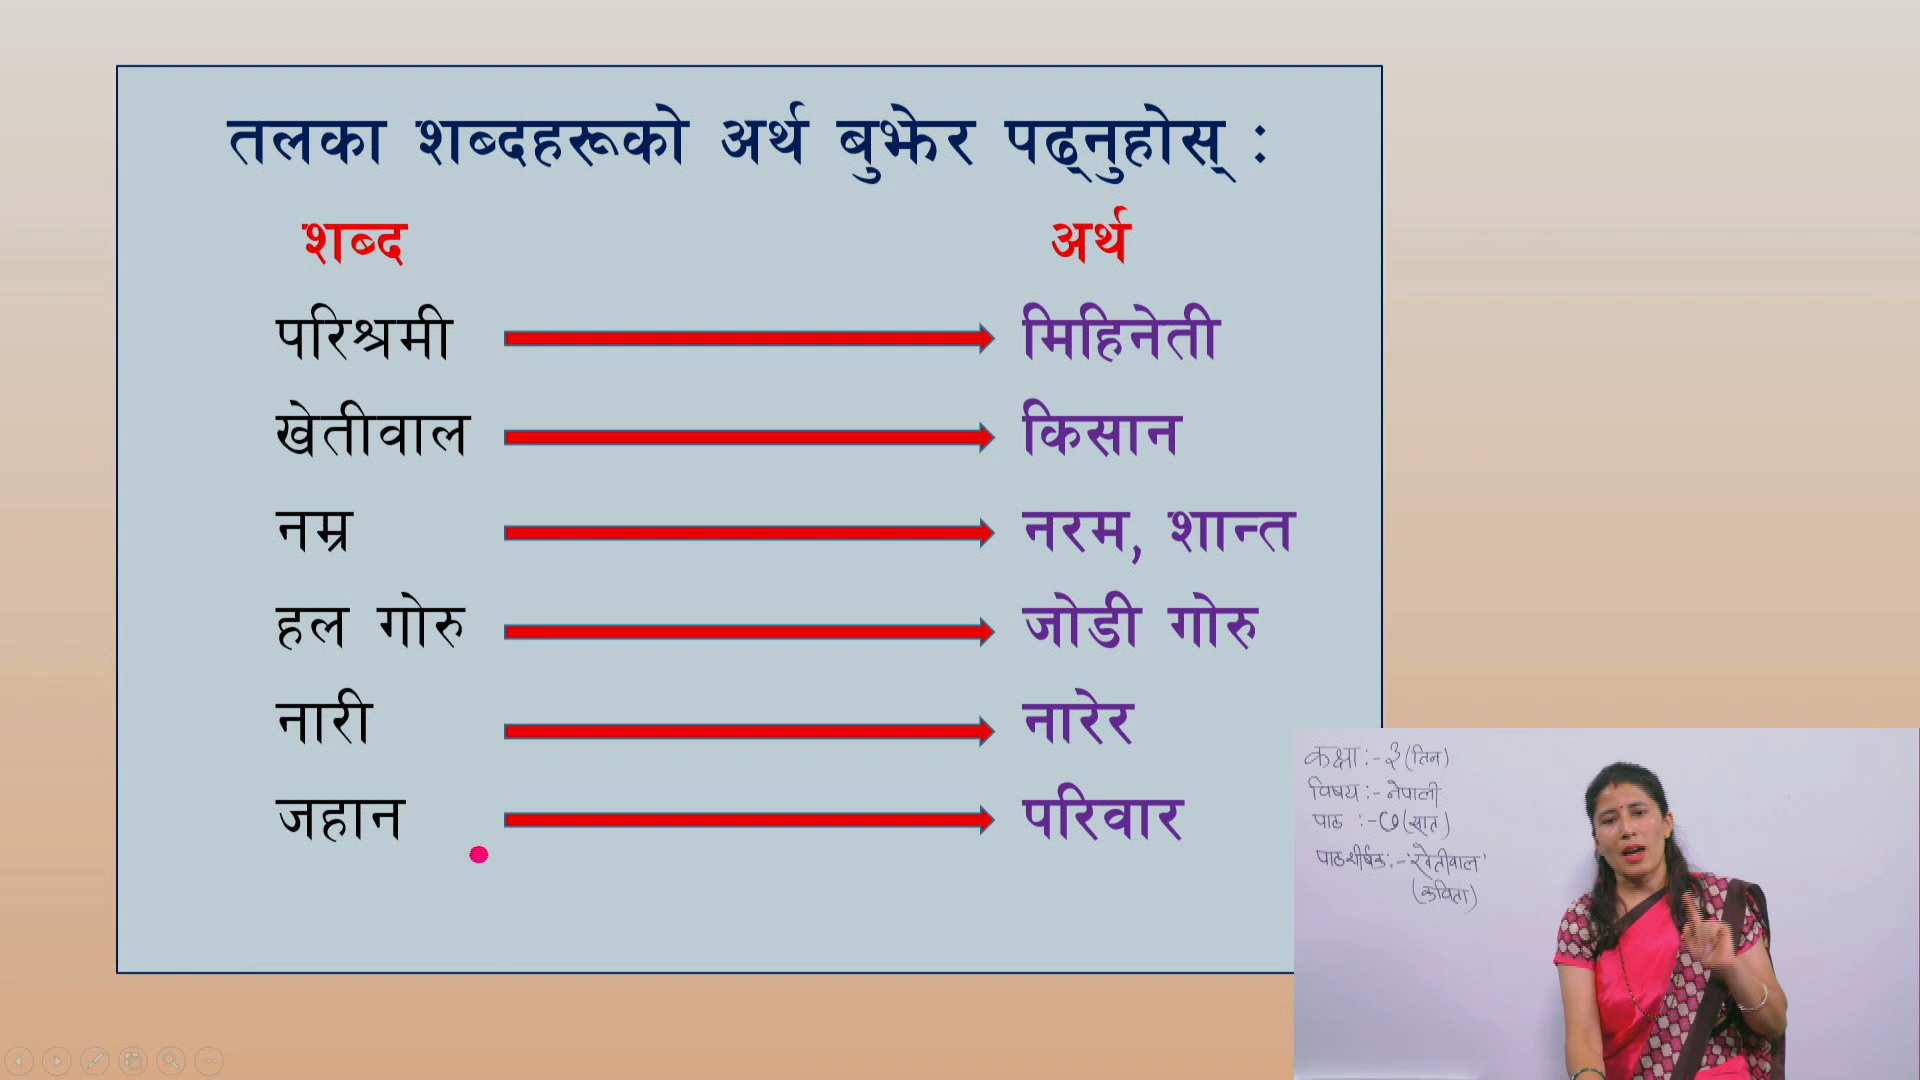 तलका शब्दहरूको अर्थ बुझेर पढ्नुहोस् :
शब्द अर्थ
परिश्रमी मिहिनेती
खेतीवाल किसान
नम्र नरम, शान्त
हल गोरु जोडी गोरु
नारी नारेर
जहान परिवार
कक्षा :- ३ (तिन)
विषय :- नेपाली
पाठ :- ७ (सात)
पाठशीर्षक :- 'खेतीवाल'
(कविता)